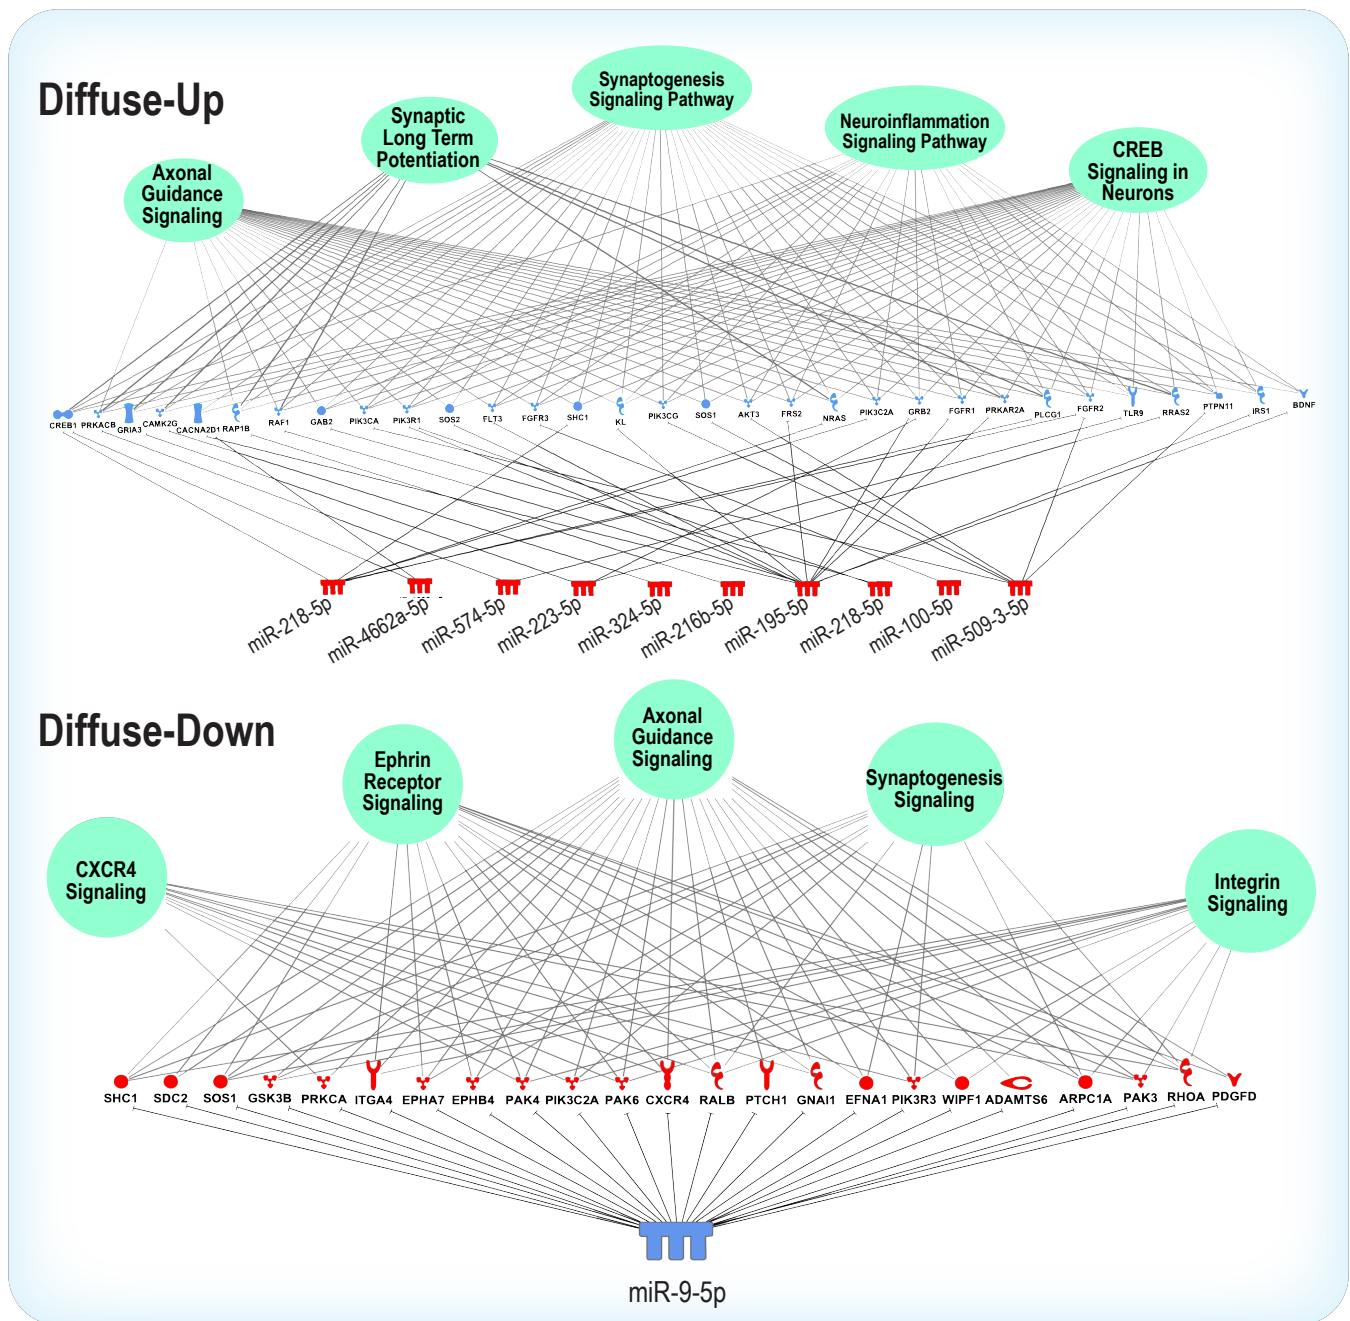 Diffuse-Up
Synaptogenesis
Signaling Pathway
Synaptic
Long Term
Potentiation
Neuroinflammation
Signaling Pathway
CREB
Signaling in
Neurons
Axonal
Guidance
Signaling
CREB1 PRKACB GRIA3 CAMK2G CACNA2D1 RAP1B RAF1 GAB2 PIK3CA PIK3R1 SOS2 FLT3 FGFR3 SHC1 KL PIK3CG SOS1 AKT3 FRS2 NRAS PIK3C2A GRB2 FGFR1 PRKAR2A PLCG1 FGFR2 TLR9 RRAS2 PTPN11 IRS1 BDNF
miR-218-5p miR-4662a-5p miR-574-5p miR-223-5p miR-324-5p miR-216b-5p miR-195-5p miR-218-5p miR-100-5p miR-509-3-5p
Diffuse-Down
Axonal
Guidance
Signaling
Ephrin
Receptor
Signaling
Synaptogenesis
Signaling
CXCR4
Signaling
Integrin
Signaling
SHC1 SDC2 SOS1 GSK3B PRKCA ITGA4 EPHA7 EPHB4 PAK4 PIK3C2A PAK6 CXCR4 RALB PTCH1 GNAI1 EFNA1 PIK3R3 WIPF1 ADAMTS6 ARPC1A PAK3 RHOA PDGFD
miR-9-5p